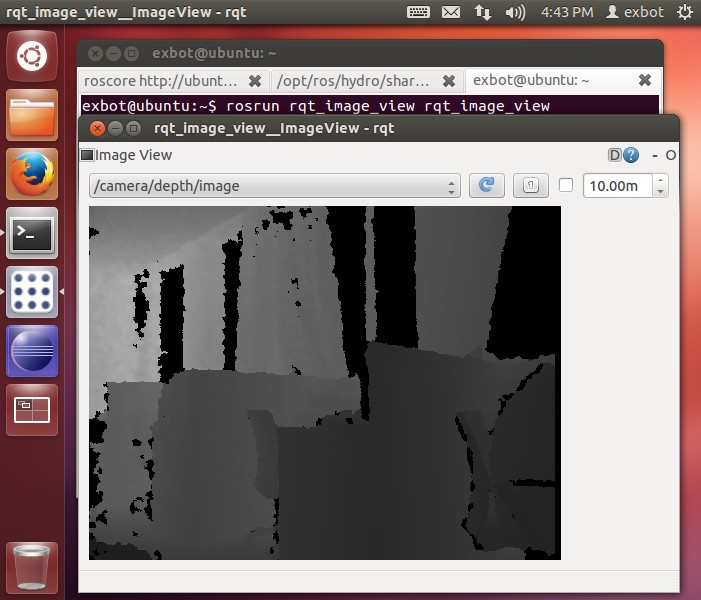 rqt_image_view__ImageView - rqt
4:43 PM
exbot
exbot@ubuntu: ~
roscore http://ubunt...
/opt/ros/hydro/shar...
exbot@ubuntu: ~
exbot@ubuntu:~$ rosrun rqt_image_view rqt_image_view
rqt_image_view__ImageView - rqt
Image View
D
?
- O
/camera/depth/image
1
10.00m